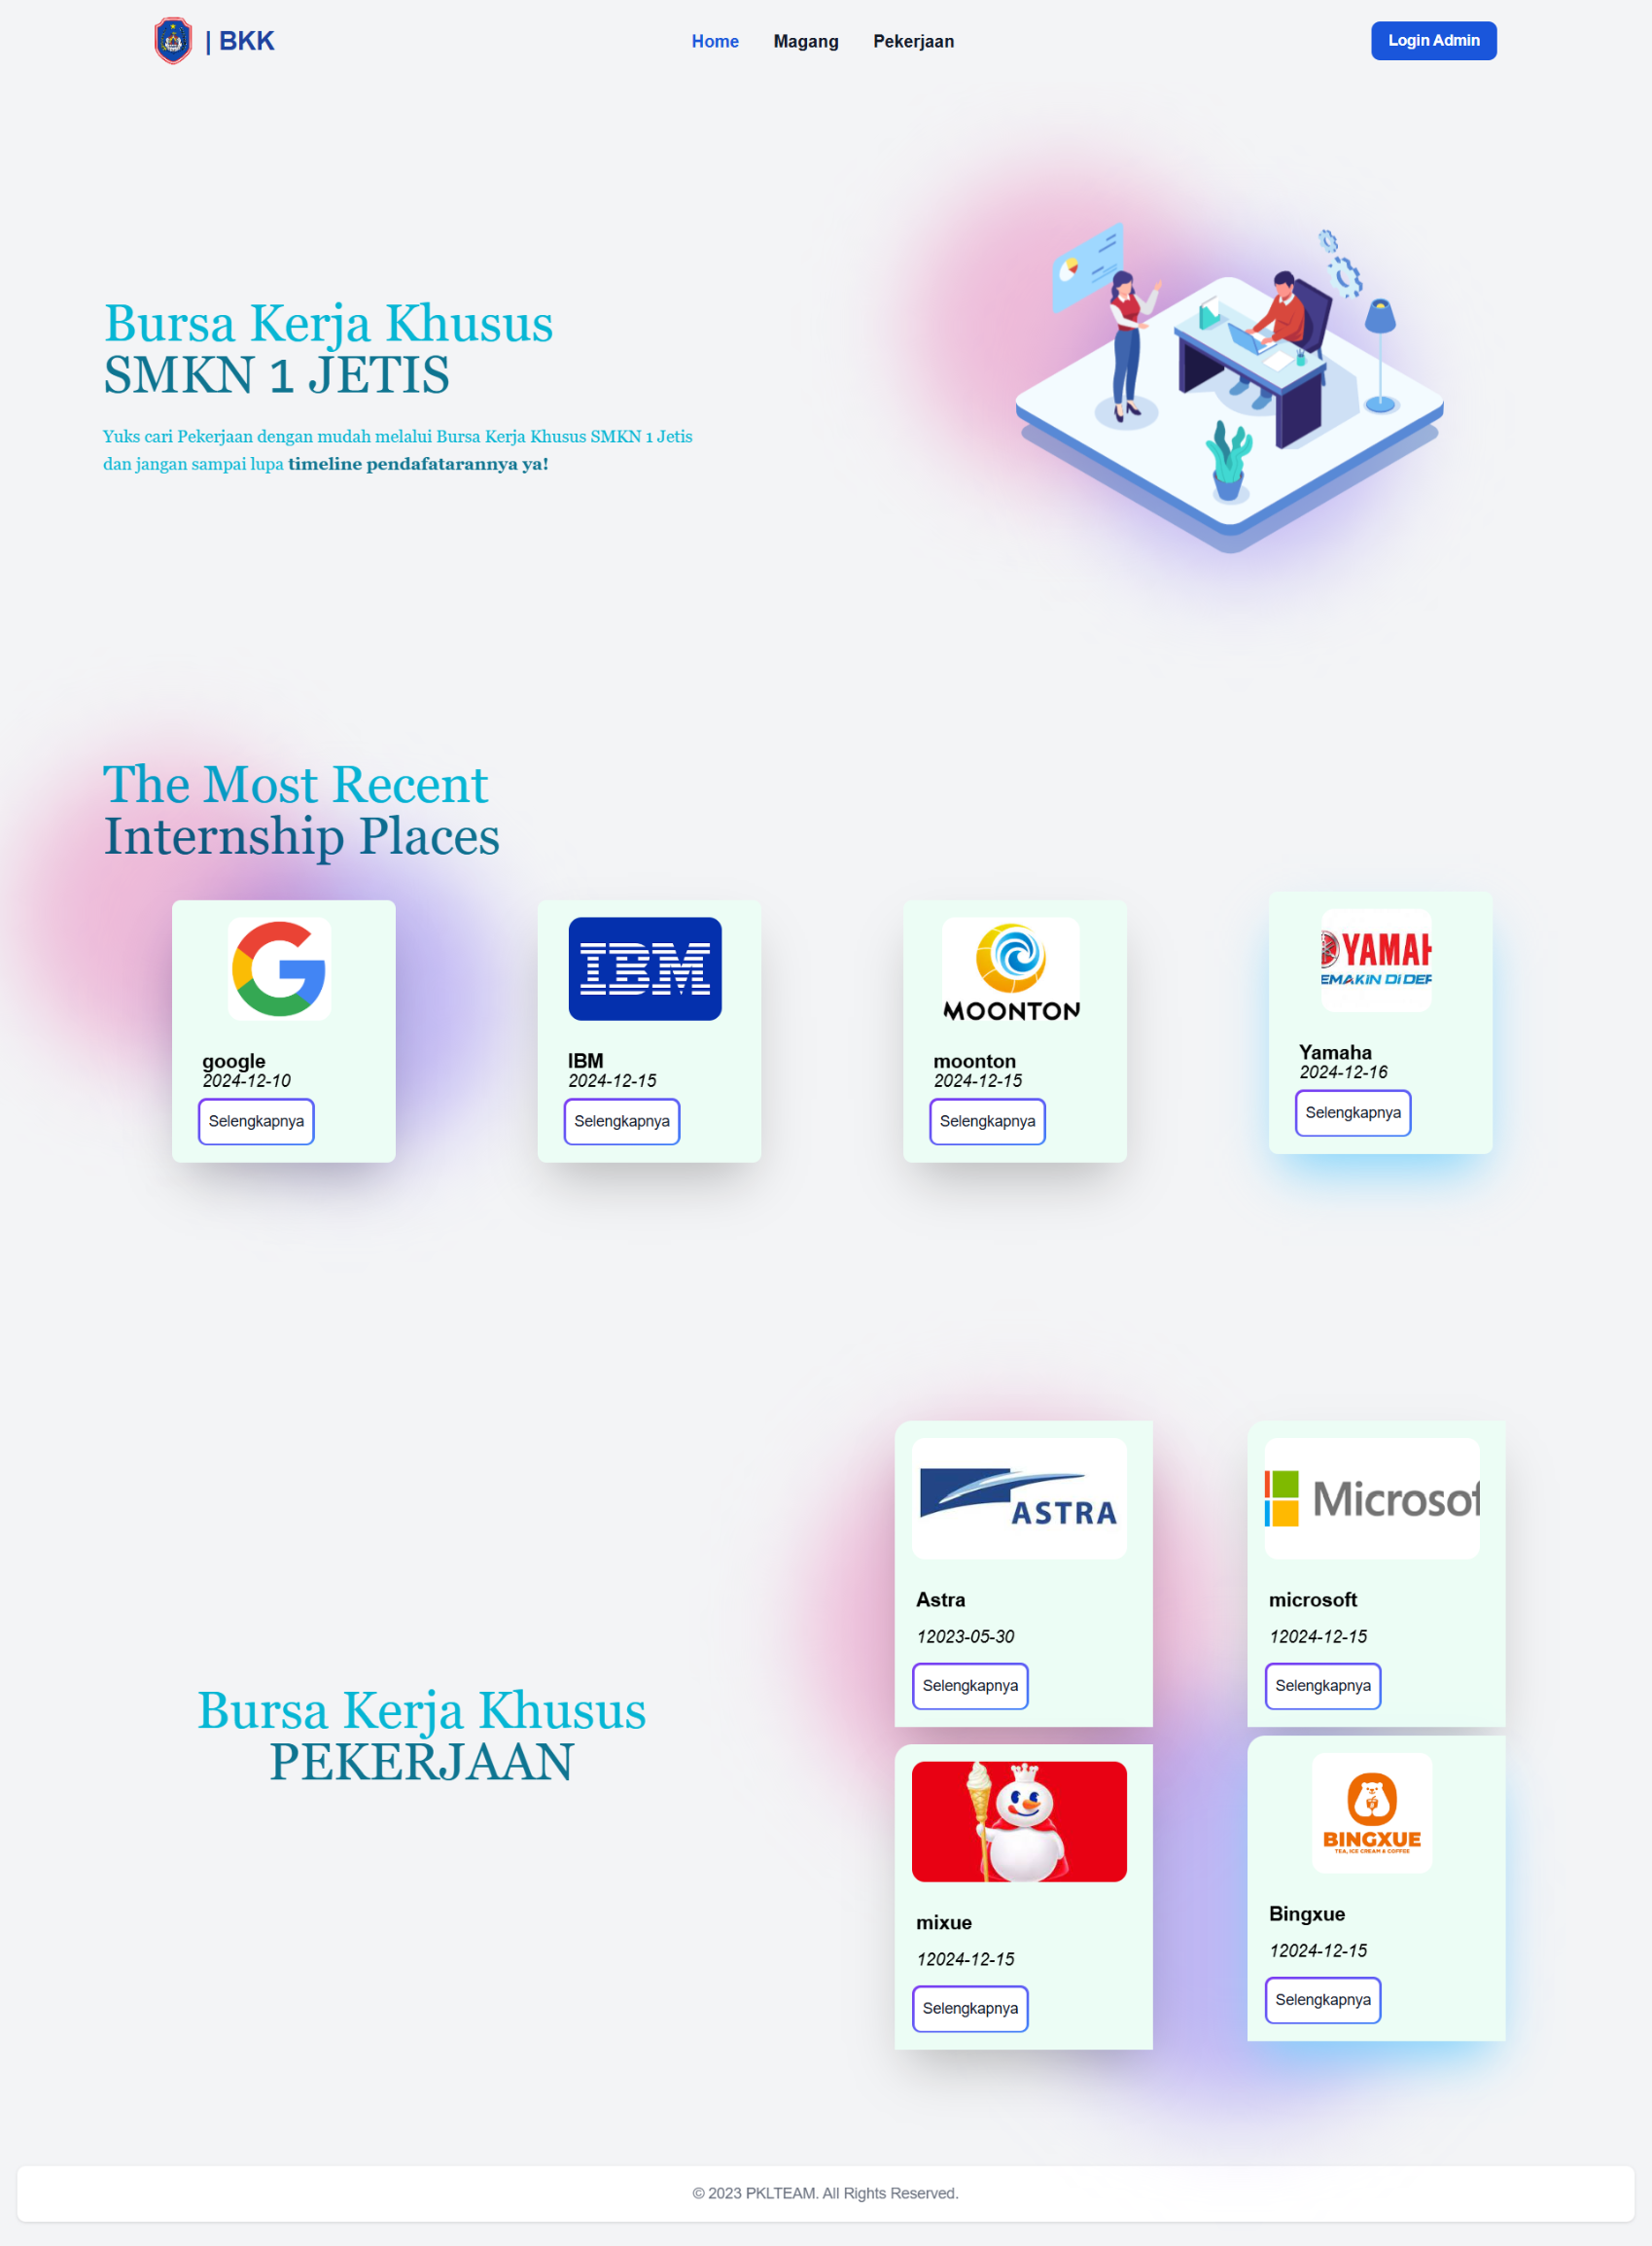 | BKK
Home
Magang
Pekerjaan
Login Admin
Bursa Kerja Khusus
SMKN 1 JETIS
Yuks cari Pekerjaan dengan mudah melalui Bursa Kerja Khusus SMKN 1 Jetis
dan jangan sampai lupa timeline pendafatarannya ya!
The Most Recent
Internship Places
IBM
MOONTON
YAMAH
EMAKIN DI DEP
google
2024-12-10
Selengkapnya
IBM
2024-12-15
Selengkapnya
moonton
2024-12-15
Selengkapnya
Yamaha
2024-12-16
Selengkapnya
Bursa Kerja Khusus
PEKERJAAN
ASTRA
Astra
12023-05-30
Selengkapnya
Microsof
microsoft
12024-12-15
Selengkapnya
mixue
12024-12-15
Selengkapnya
BINGXUE
TEA, ICE CREAM & COFFEE
Bingxue
12024-12-15
Selengkapnya
© 2023 PKLTEAM. All Rights Reserved.